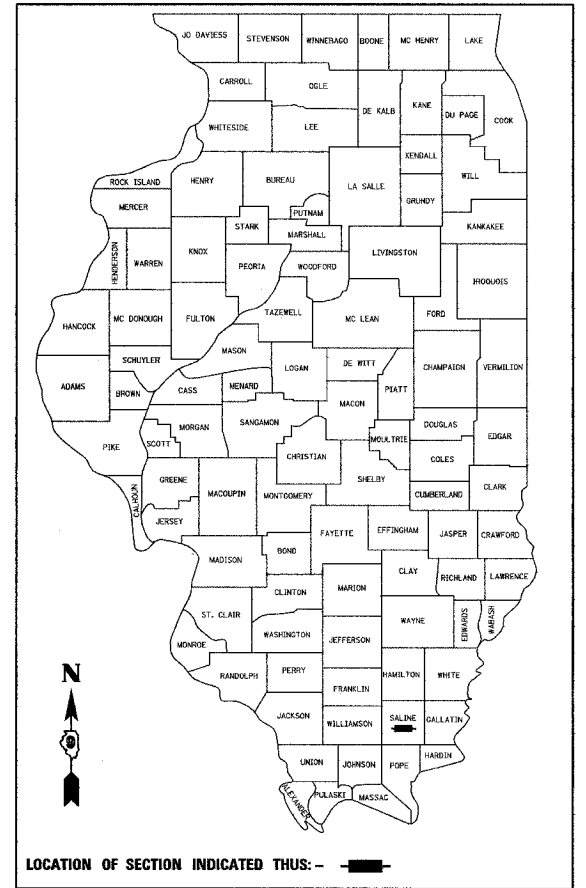 JO DAVIESS STEVENSON WINNEBAGO BOONE MC HENRY LAKE
CARROLL OGLE DE KALB KANE DU PAGE COOK
WHITESIDE LEE KENDALL WILL
ROCK ISLAND HENRY BUREAU LA SALLE GRUNDY
MERCER PUTNAM KANKAKEE
HENDERSON WARREN KNOX STARK MARSHALL LIVINGSTON
PEORIA WOODFORD IROQUOIS
HANCOCK MC DONOUGH FULTON TAZEWELL MC LEAN FORD
SCHUYLER MASON LOGAN DE WITT CHAMPAIGN VERMILION
ADAMS BROWN CASS MENARD MACON PIATT
PIKE SCOTT MORGAN SANGAMON MOULTRIE DOUGLAS EDGAR
CHRISTIAN COLES
CALHOUN GREENE MACOUPIN MONTGOMERY SHELBY CUMBERLAND CLARK
JERSEY FAYETTE EFFINGHAM JASPER CRAWFORD
MADISON BOND CLAY RICHLAND LAWRENCE
CLINTON MARION
ST. CLAIR WAYNE EDWARDS WABASH
MONROE WASHINGTON JEFFERSON
RANDOLPH PERRY HAMILTON WHITE
FRANKLIN
JACKSON WILLIAMSON SALINE GALLATIN
UNION JOHNSON POPE HARDIN
ALEXANDER PULASKI MASSAC
N
9
LOCATION OF SECTION INDICATED THUS: -